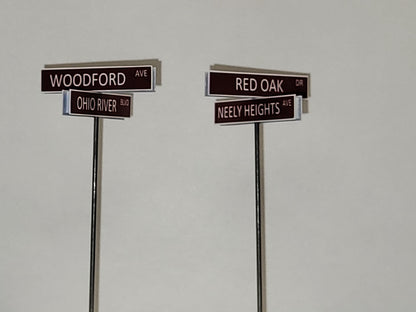 WOODFORD AVE
OHIO RIVER BLVD
RED OAK DR
NEELY HEIGHTS AVE